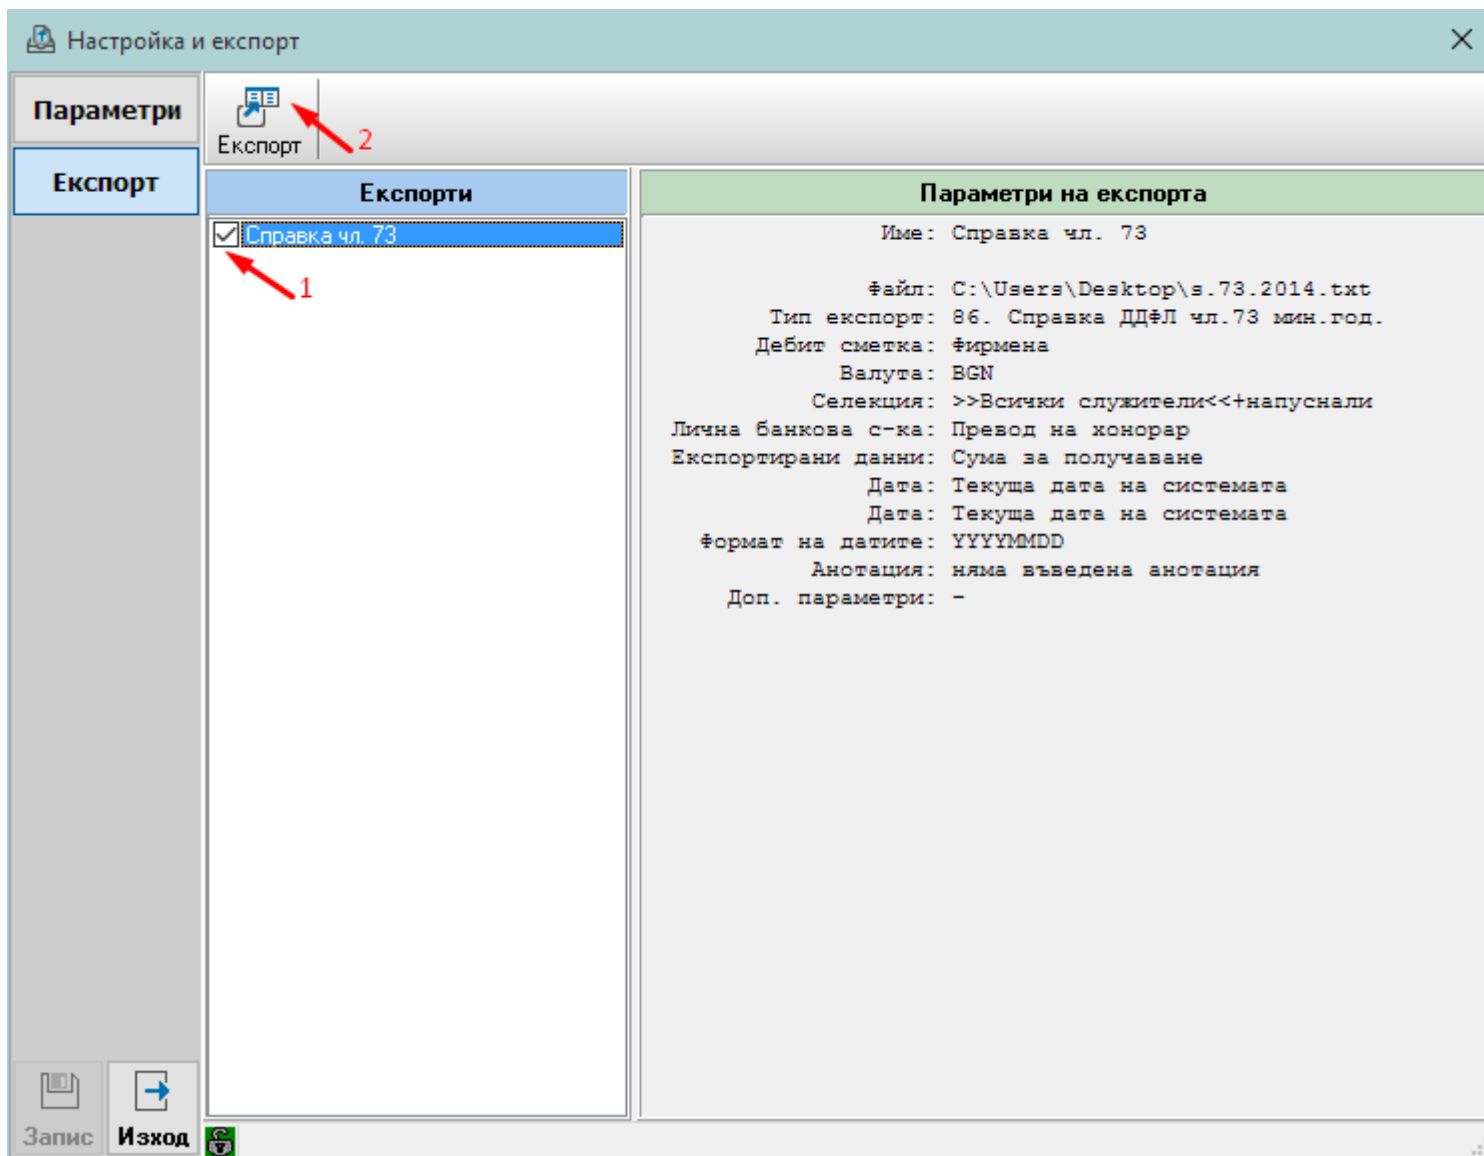 Настройка и експорт
Параметри
Експорт
Експорт
2
Експорти
Параметри на експорта
Справка чл. 73
1
Име: Справка чл. 73
Файл: C:\Users\Desktop\s.73.2014.txt
Тип експорт: 86. Справка ДДФЛ чл.73 мин.год.
Дебит сметка: Фирмена
Валута: BGN
Селекция: >>Всички служители<<+напуснали
Лична банкова с-ка: Превод на хонорар
Експортирани данни: Сума за получаване
Дата: Текуща дата на системата
Дата: Текуща дата на системата
Формат на датите: YYYYMMDD
Анотация: няма въведена анотация
Доп. параметри: -
Запис
Изход